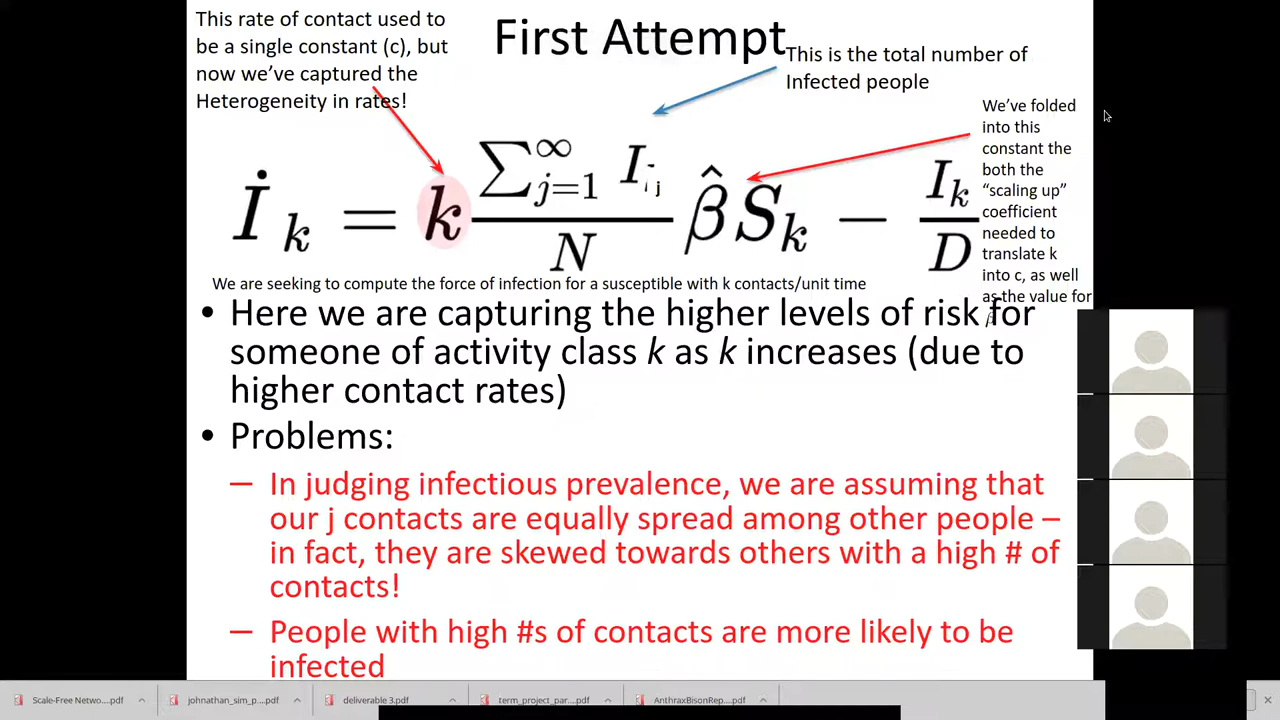 This rate of contact used to
be a single constant (c), but
now we've captured the
Heterogeneity in rates!
First Attempt
This is the total number of
Infected people
We've folded
into this
constant the
both the
“scaling up”
coefficient
needed to
translate k
into c, as well
as the value for
β
İ_k = k (∑_{j=1}^{∞} I_j / N) β̂ S_k − I_k / D
We are seeking to compute the force of infection for a susceptible with k contacts/unit time
• Here we are capturing the higher levels of risk for
someone of activity class k as k increases (due to
higher contact rates)
• Problems:
– In judging infectious prevalence, we are assuming that
our j contacts are equally spread among other people –
in fact, they are skewed towards others with a high # of
contacts!
– People with high #s of contacts are more likely to be
infected
Scale-Free Netwo....pdf
johnathan_sim_p....pdf
deliverable 3.pdf
term_project_par....pdf
AnthraxBisonRep....pdf